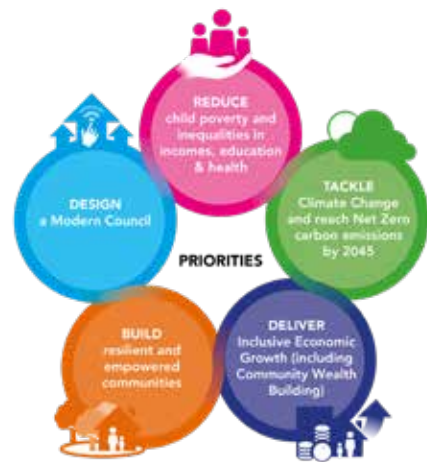 REDUCE
child poverty and
inequalities in
incomes, education
& health
TACKLE
Climate Change
and reach Net Zero
carbon emissions
by 2045
DELIVER
Inclusive Economic
Growth (including
Community Wealth
Building)
BUILD
resilient and
empowered
communities
DESIGN
a Modern Council
PRIORITIES